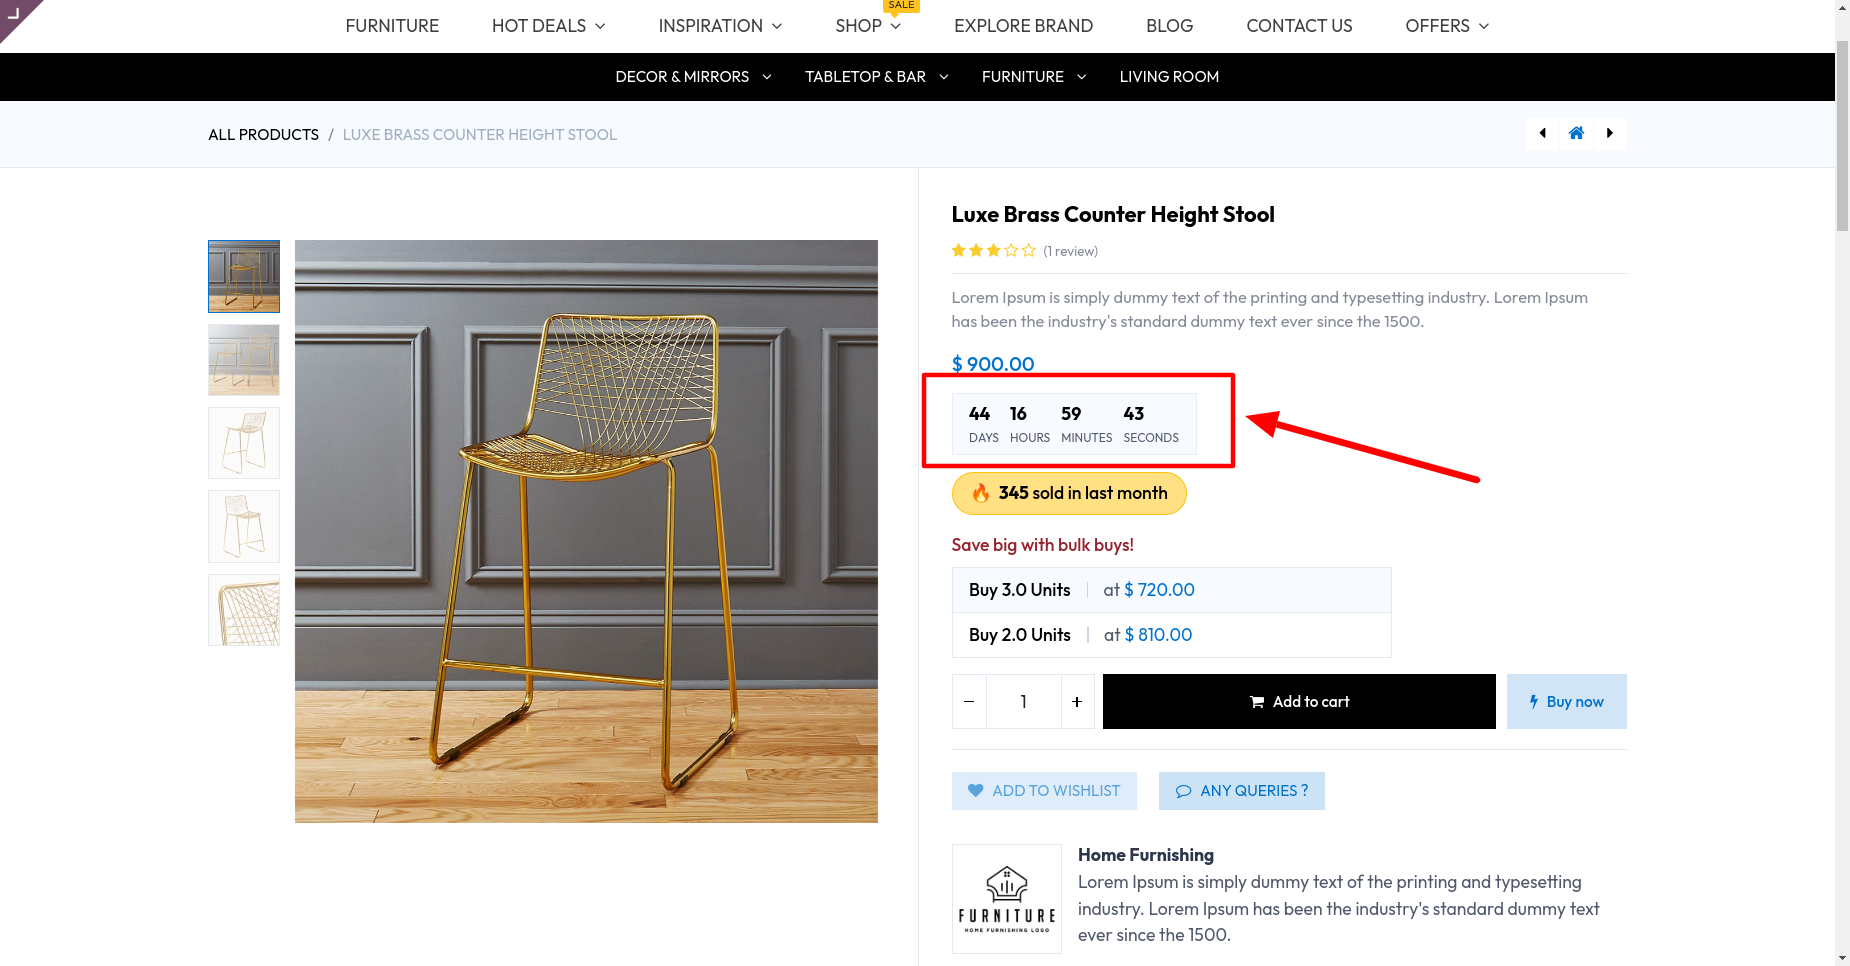 SALE
FURNITURE HOT DEALS INSPIRATION SHOP EXPLORE BRAND BLOG CONTACT US OFFERS
DECOR & MIRRORS TABLETOP & BAR FURNITURE LIVING ROOM
ALL PRODUCTS / LUXE BRASS COUNTER HEIGHT STOOL
Luxe Brass Counter Height Stool
(1 review)
Lorem Ipsum is simply dummy text of the printing and typesetting industry. Lorem Ipsum
has been the industry's standard dummy text ever since the 1500.
$ 900.00
44 16 59 43
DAYS HOURS MINUTES SECONDS
🔥 345 sold in last month
Save big with bulk buys!
Buy 3.0 Units | at $ 720.00
Buy 2.0 Units | at $ 810.00
− 1 + Add to cart Buy now
ADD TO WISHLIST ANY QUERIES ?
Home Furnishing
Lorem Ipsum is simply dummy text of the printing and typesetting
industry. Lorem Ipsum has been the industry's standard dummy text
ever since the 1500.
FURNITURE
HOME FURNISHING LOGO